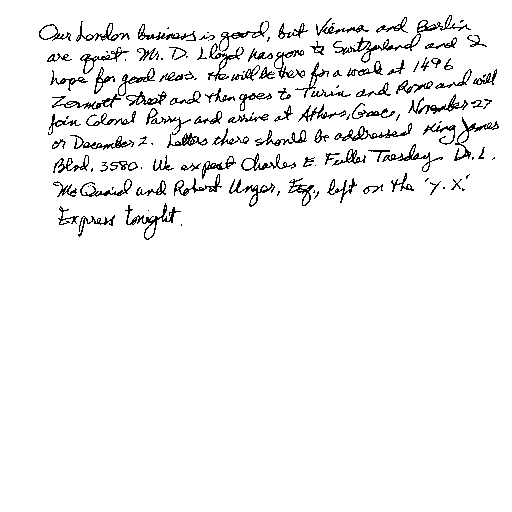 Our London business is good, but Vienna and Berlin
are quiet. Mr. D. Lloyd has gone to Switzerland and I
hope for good news. He will be there for a week at 1496
Zermott Street and then goes to Turin and Rome and will
join Colonel Parry and arrive at Athens, Greece, November 27
or December 2. Letters there should be addressed King James
Blvd. 3580. We expect Charles E. Fuller Tuesday. Dr. L.
McQuaid and Robert Unger, Esq., left on the 'Y. X.'
Express tonight.